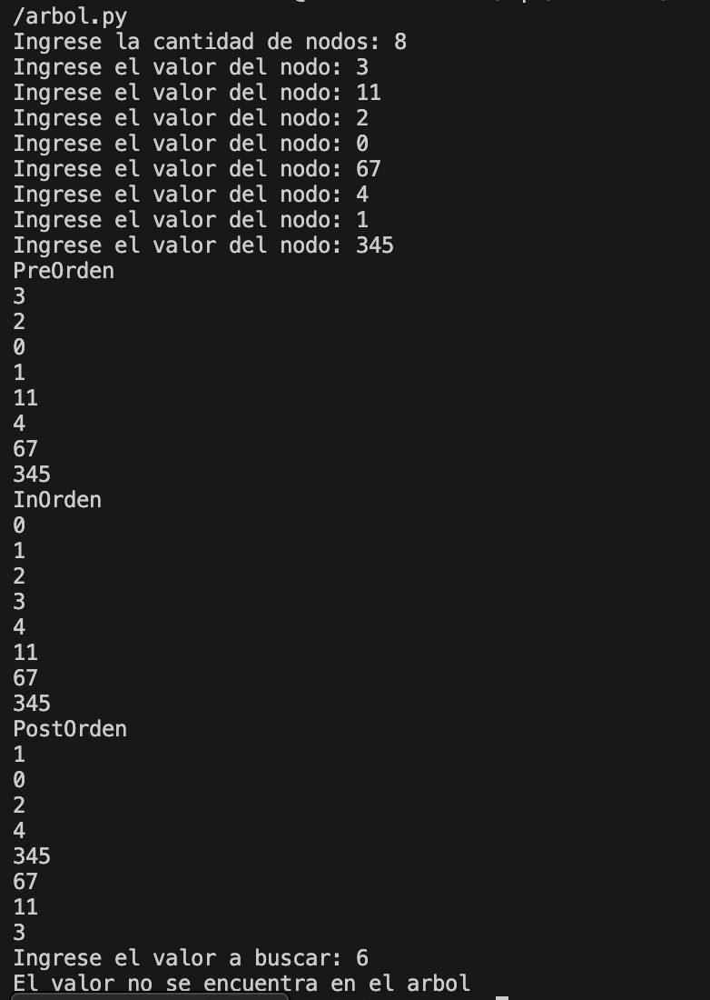 /arbol.py
Ingrese la cantidad de nodos: 8
Ingrese el valor del nodo: 3
Ingrese el valor del nodo: 11
Ingrese el valor del nodo: 2
Ingrese el valor del nodo: 0
Ingrese el valor del nodo: 67
Ingrese el valor del nodo: 4
Ingrese el valor del nodo: 1
Ingrese el valor del nodo: 345
PreOrden
3
2
0
1
11
4
67
345
InOrden
0
1
2
3
4
11
67
345
PostOrden
1
0
2
4
345
67
11
3
Ingrese el valor a buscar: 6
El valor no se encuentra en el arbol